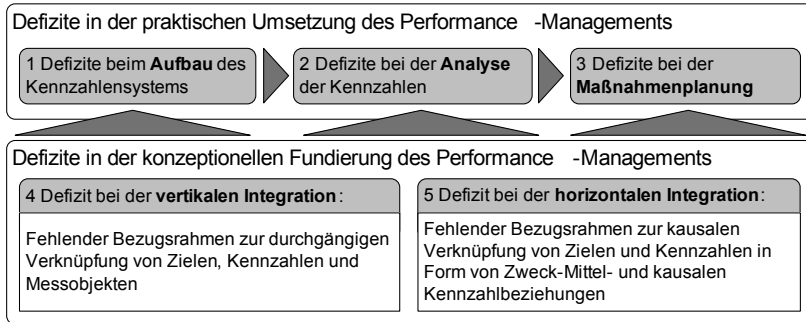 Defizite in der praktischen Umsetzung des Performance -Managements
1 Defizite beim Aufbau des
Kennzahlensystems
2 Defizite bei der Analyse
der Kennzahlen
3 Defizite bei der
Maßnahmenplanung
Defizite in der konzeptionellen Fundierung des Performance -Managements
4 Defizit bei der vertikalen Integration:
Fehlender Bezugsrahmen zur durchgängigen
Verknüpfung von Zielen, Kennzahlen und
Messobjekten
5 Defizit bei der horizontalen Integration:
Fehlender Bezugsrahmen zur kausalen
Verknüpfung von Zielen und Kennzahlen in
Form von Zweck-Mittel- und kausalen
Kennzahlbeziehungen